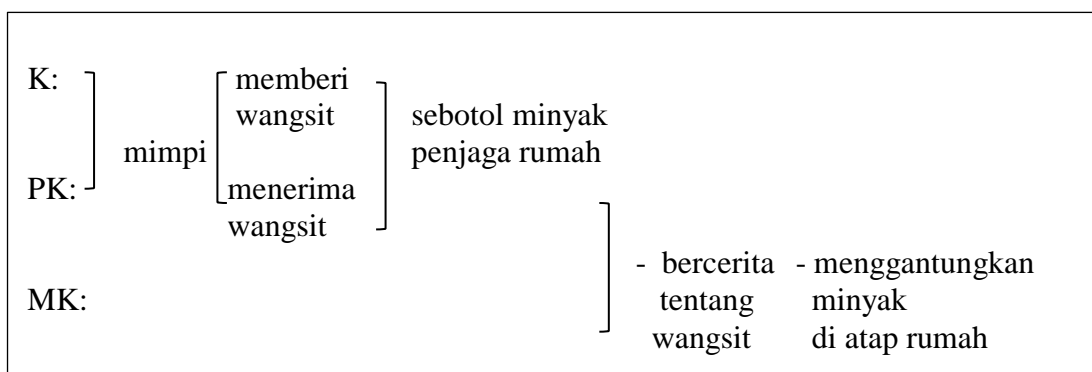 K: memberi
wangsit sebotol minyak
mimpi penjaga rumah
PK: menerima
wangsit
- bercerita - menggantungkan
MK: tentang minyak
wangsit di atap rumah